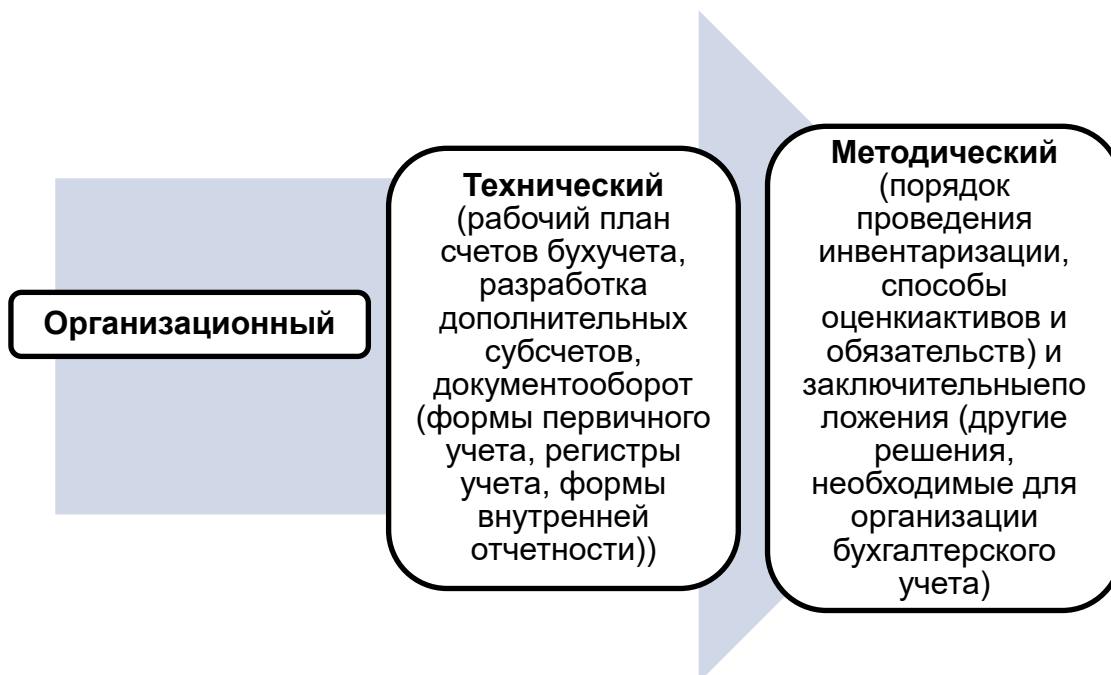 Организационный
Технический
(рабочий план
счетов бухучета,
разработка
дополнительных
субсчетов,
документооборот
(формы первичного
учета, регистры
учета, формы
внутренней
отчетности))
Методический
(порядок
проведения
инвентаризации,
способы
оценкиактивов и
обязательств) и
заключительныепо
ложения (другие
решения,
необходимые для
организации
бухгалтерского
учета)